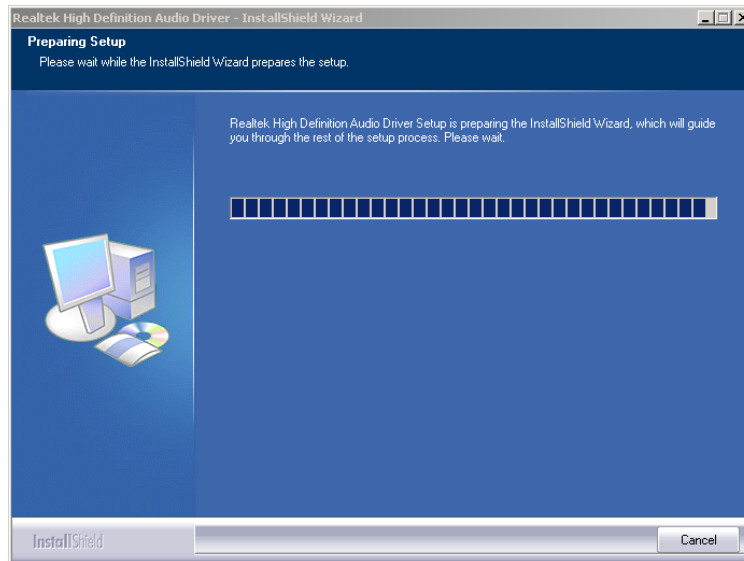 Realtek High Definition Audio Driver - InstallShield Wizard
Preparing Setup
Please wait while the InstallShield Wizard prepares the setup.
Realtek High Definition Audio Driver Setup is preparing the InstallShield Wizard, which will guide
you through the rest of the setup process. Please wait.
InstallShield
Cancel